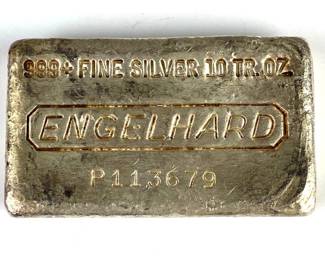 999+ FINE SILVER 10 TR. OZ.
ENGELHARD
P113679